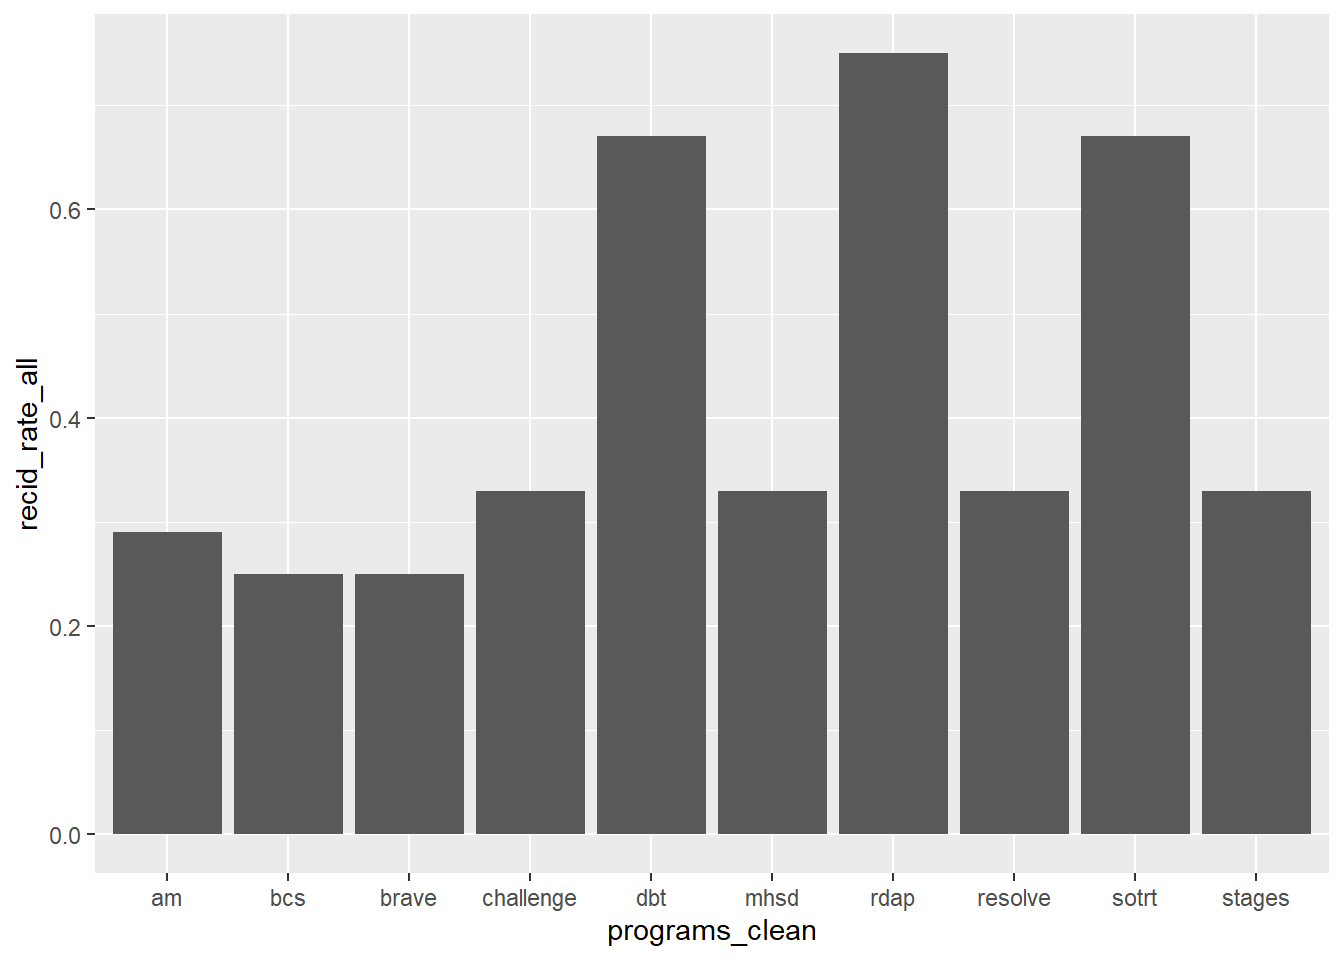 recid_rate_all
0.6
0.4
0.2
0.0
am bcs brave challenge dbt mhsd rdap resolve sotrt stages
programs_clean